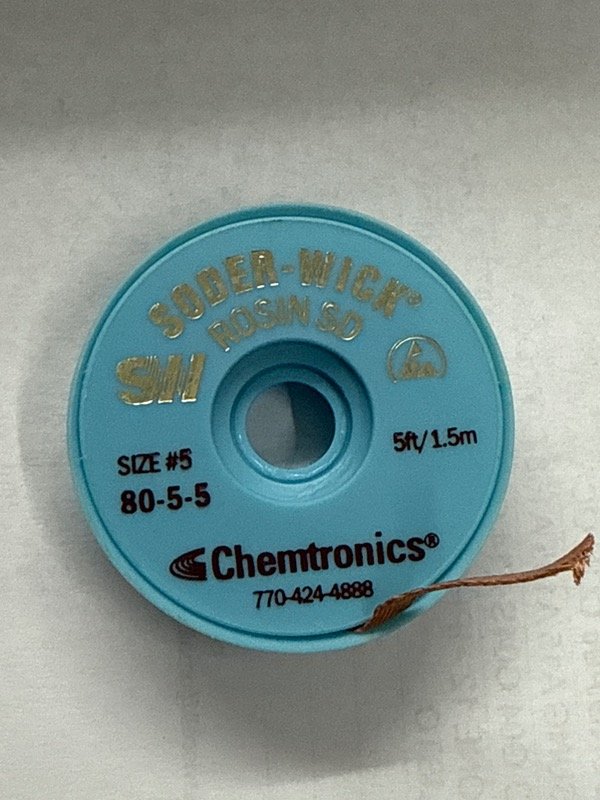 SODER-WICK®
ROSIN SD
SW
SIZE #5
80-5-5
5ft/1.5m
Chemtronics®
770-424-4888